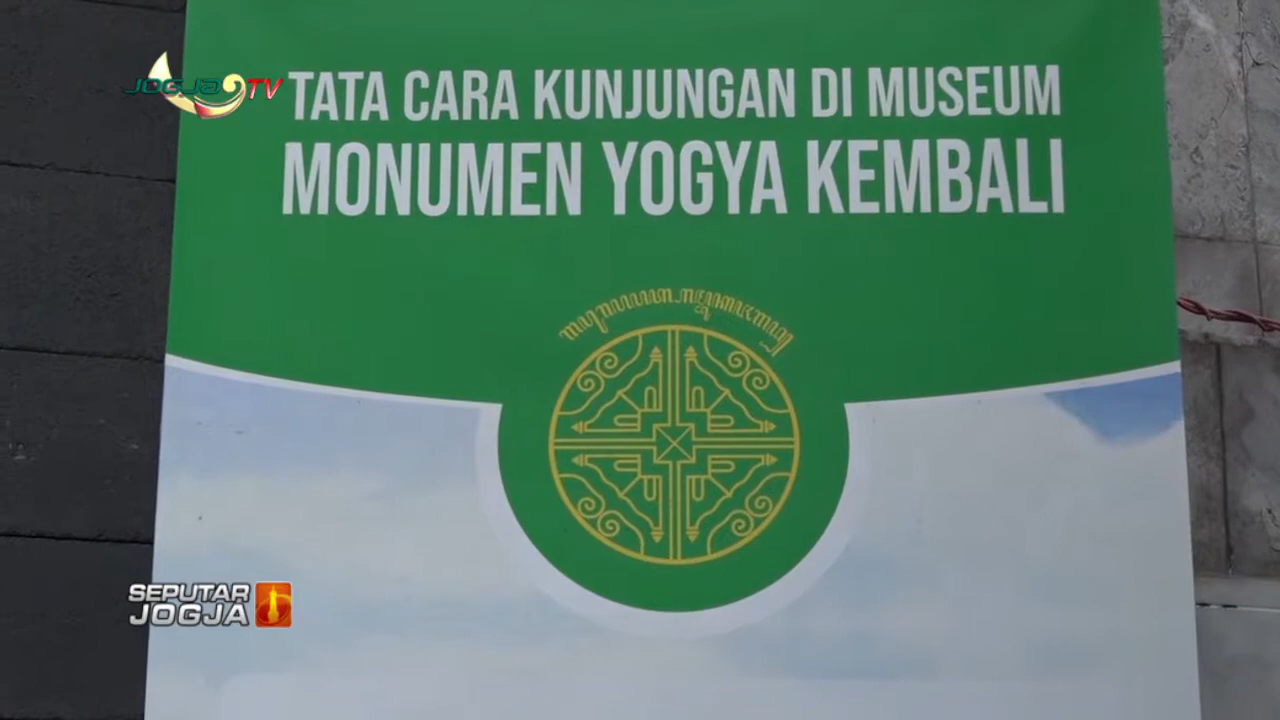 JOGJA TV
TATA CARA KUNJUNGAN DI MUSEUM
MONUMEN YOGYA KEMBALI
SEPUTAR
JOGJA